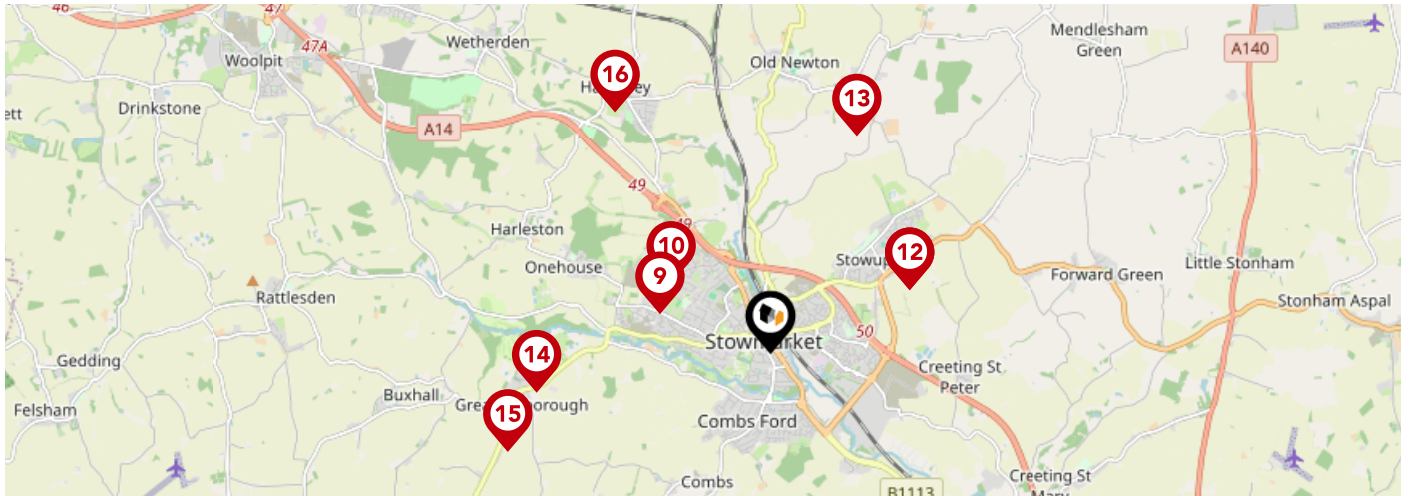 46
47
47A
Wetherden
Mendlesham
Green
A140
Woolpit
Old Newton
16
13
Drinkstone
ett
A14
49
49
Harleston
10
12
Onehouse
9
Forward Green
Little Stonham
Rattlesden
Stonham Aspal
50
Stowmarket
14
Gedding
Creeting St
Peter
Buxhall
15
Felsham
Combs Ford
Combs
Creeting St
Mary
B1113